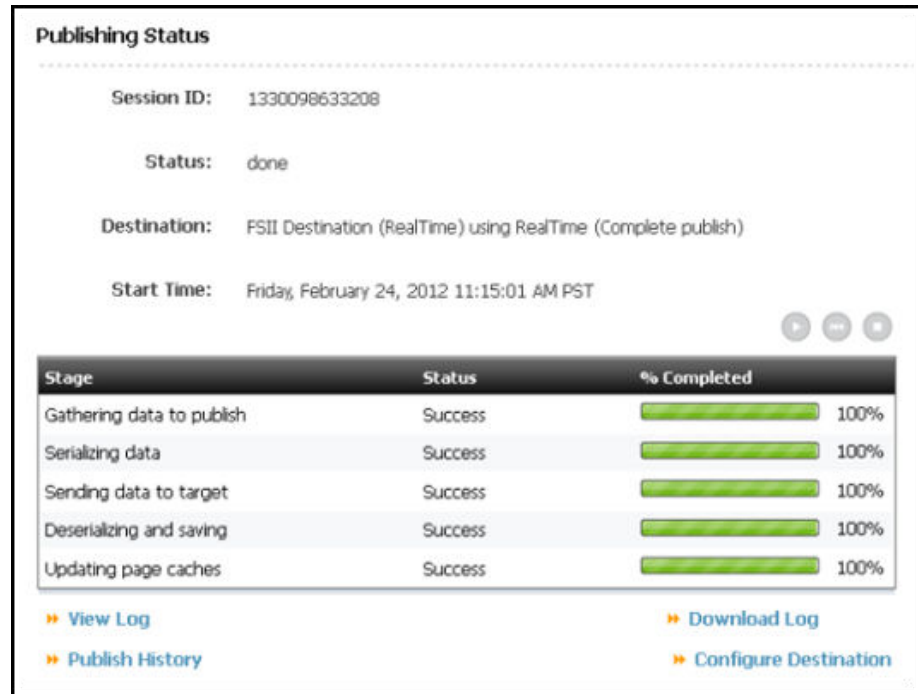 Publishing Status
Session ID: 1330098633208
Status: done
Destination: FSII Destination (RealTime) using RealTime (Complete publish)
Start Time: Friday, February 24, 2012 11:15:01 AM PST
Stage Status % Completed
Gathering data to publish Success 100%
Serializing data Success 100%
Sending data to target Success 100%
Deserializing and saving Success 100%
Updating page caches Success 100%
View Log Download Log
Publish History Configure Destination